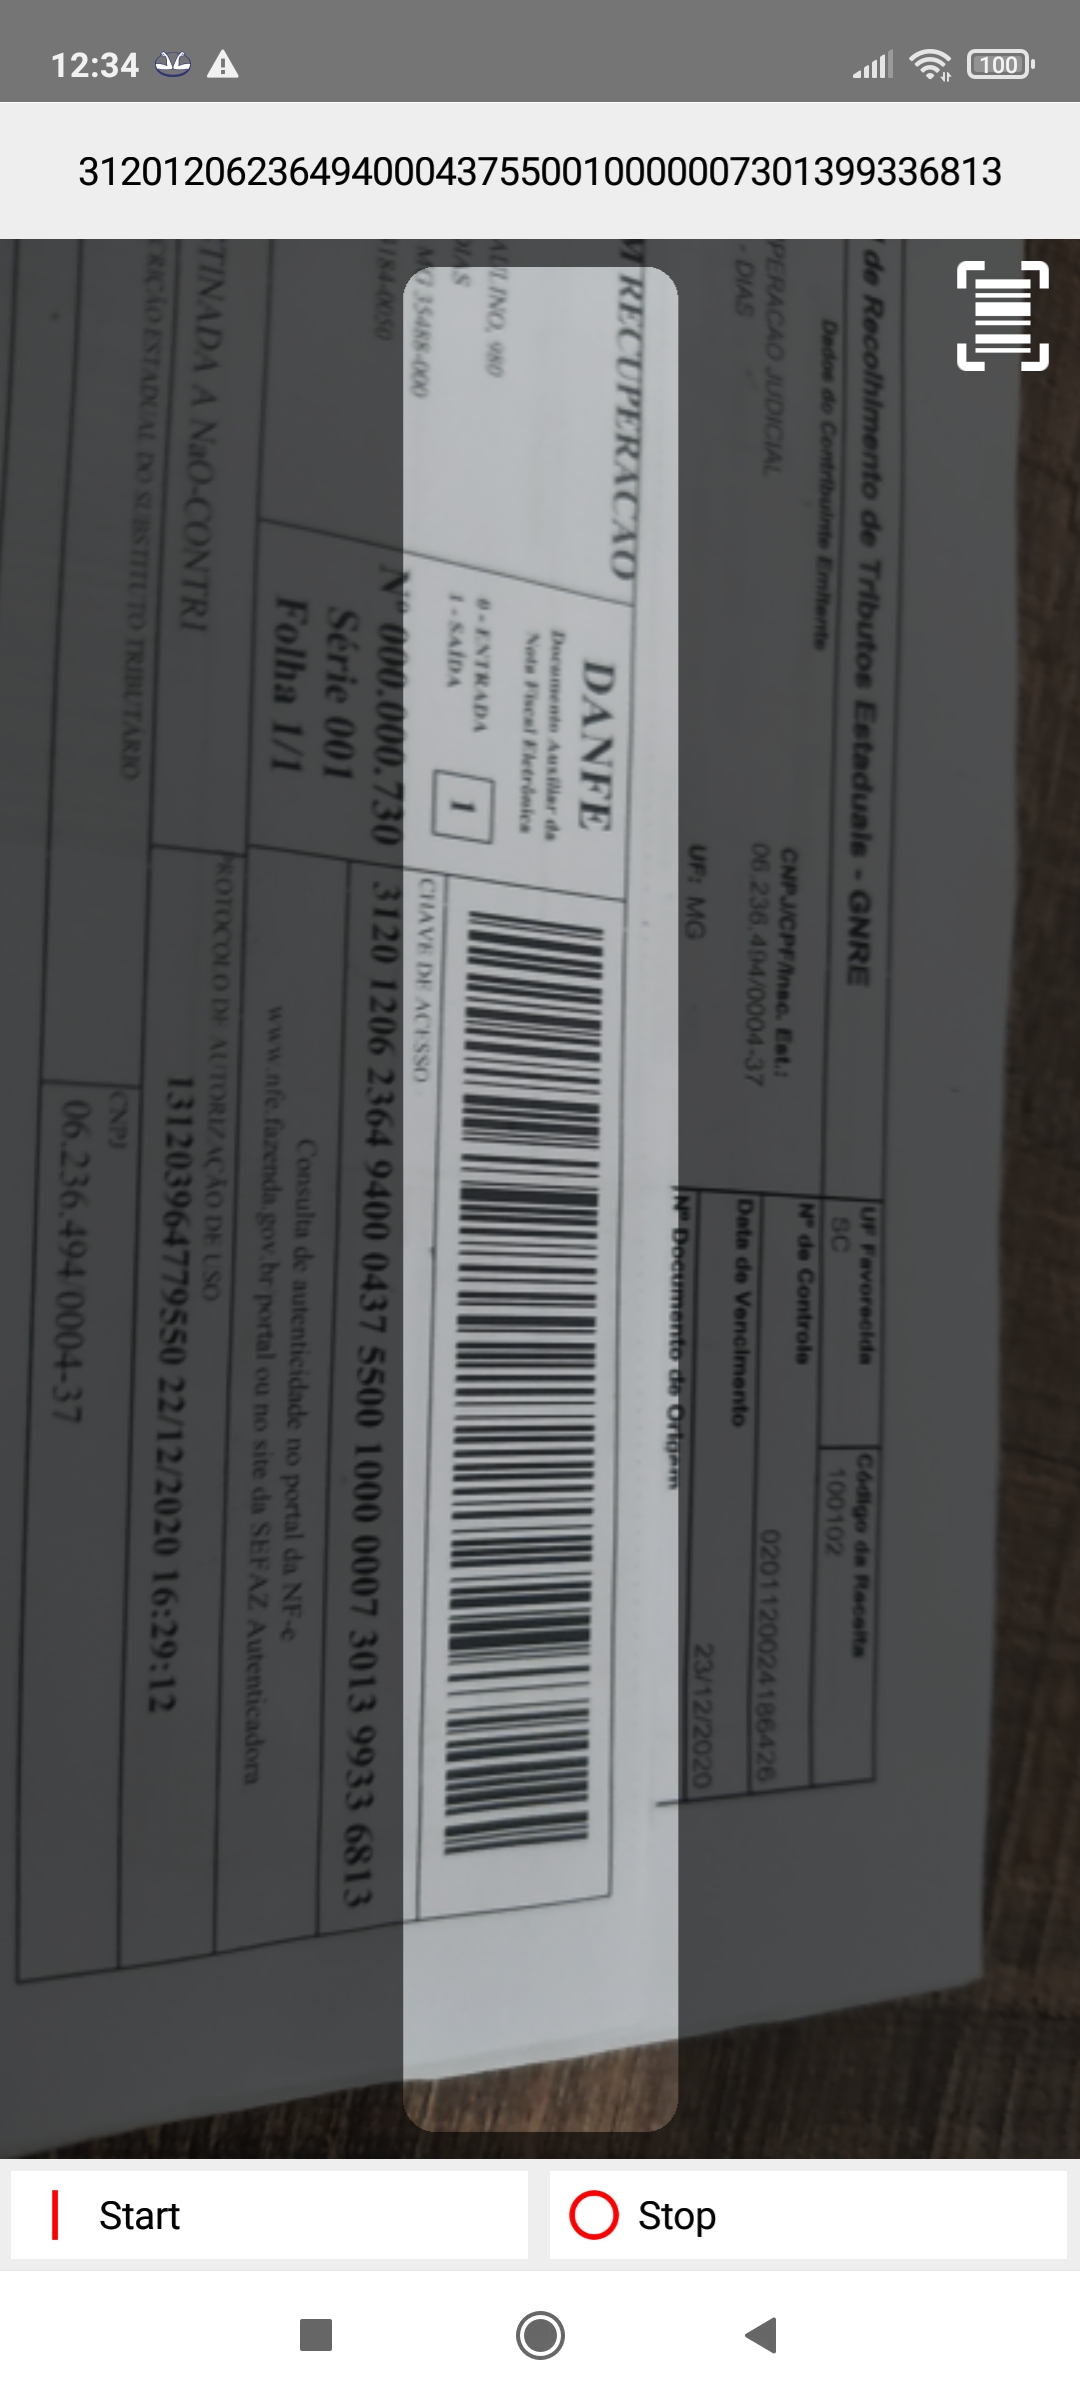 12:34
100
31201206236494000437550010000007301399336813
de Recolhimento de Tributos Estaduais - GNRE
Dados do Contribuinte Emitente
PERACAO JUDICIAL
- DIAS
CNPJ/CPF/Insc. Est.:
06.236.494/0004-37
UF: MG
UF Favorecida
SC
Código da Receita
100102
Nº de Controle
0201120024186426
Data de Vencimento
23/12/2020
Nº Documento de Origem
M RECUPERACAO
AULINO, 980
DIAS
MG 35488-000
184-0050
DANFE
Documento Auxiliar da
Nota Fiscal Eletrônica
0 - ENTRADA
1 - SAÍDA
1
Nº 000.000.730
Série 001
Folha 1/1
CHAVE DE ACESSO
3120 1206 2364 9400 0437 5500 1000 0007 3013 9933 6813
Consulta de autenticidade no portal da NF-e
www.nfe.fazenda.gov.br/portal ou no site da SEFAZ Autenticadora
TINADA A NaO-CONTRI
PROTOCOLO DE AUTORIZAÇÃO DE USO
131203964779550 22/12/2020 16:29:12
CRIÇÃO ESTADUAL DO SUBSTITUTO TRIBUTÁRIO
CNPJ
06.236.494/0004-37
Start
Stop